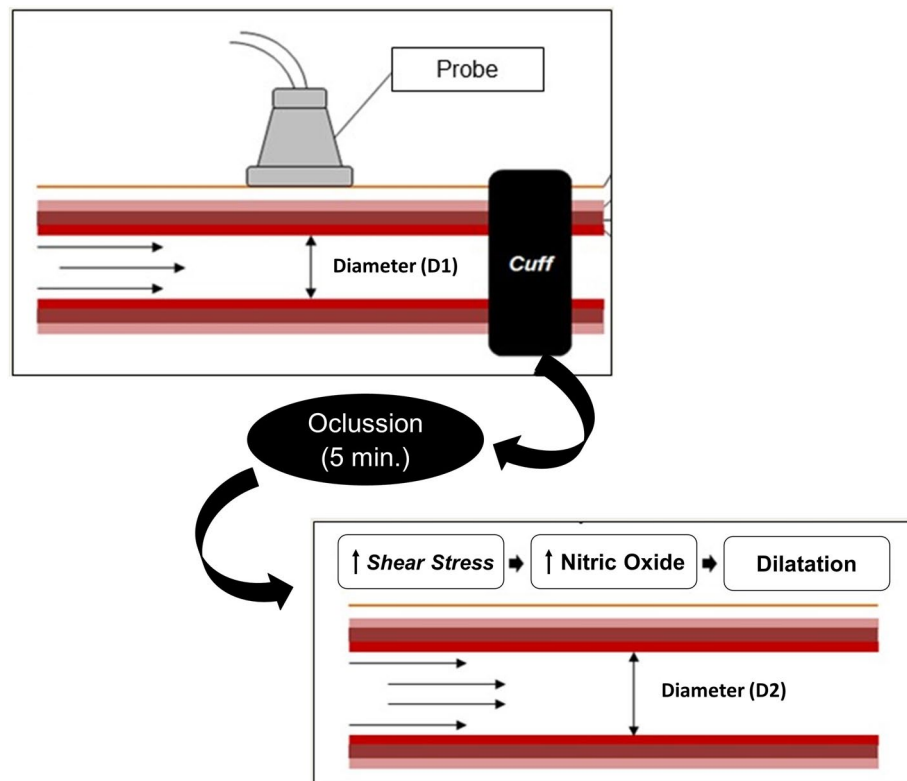 Probe
Diameter (D1)
Cuff
Oclussion
(5 min.)
↑ Shear Stress
↑ Nitric Oxide
Dilatation
Diameter (D2)